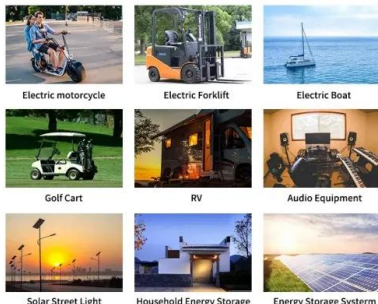 Electric motorcycle
Electric Forklift
Electric Boat
Golf Cart
RV
Audio Equipment
Solar Street Light
Household Energy Storage
Energy Storage Systerm